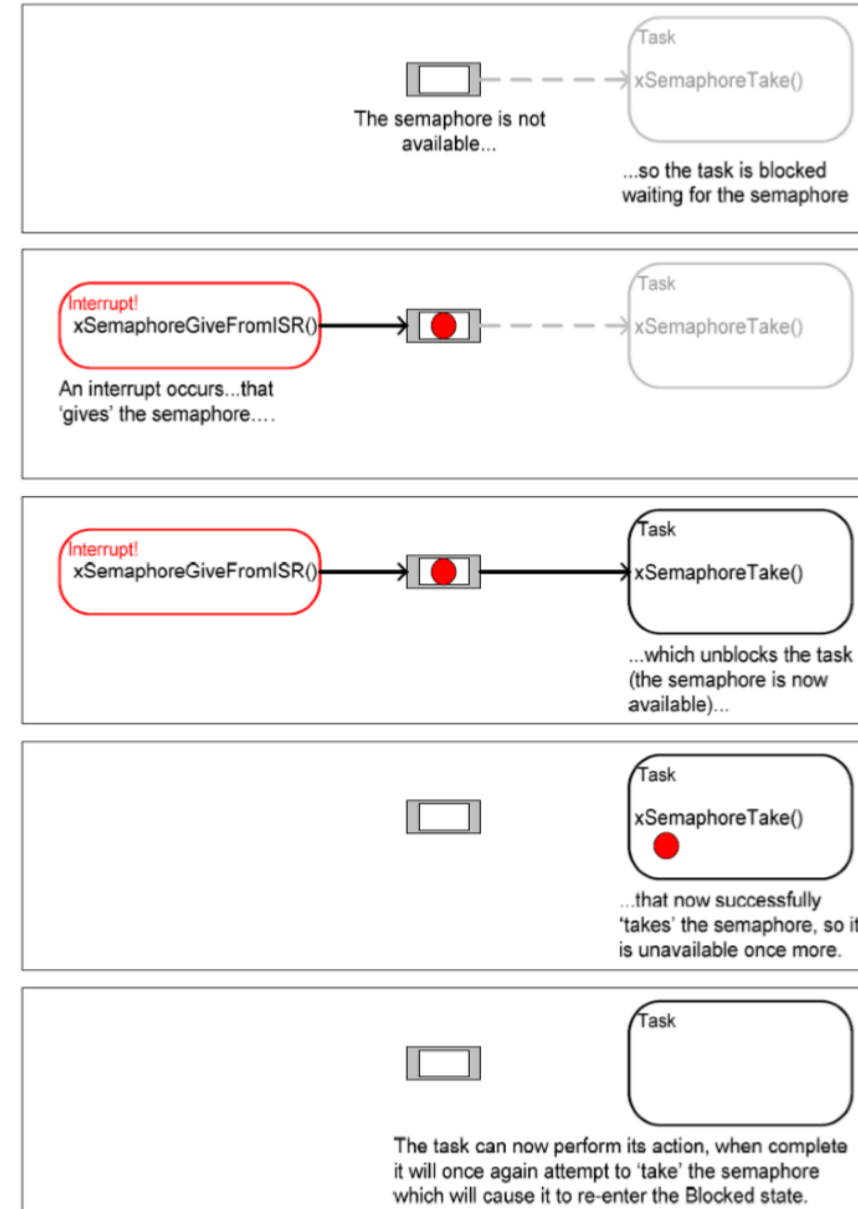 Task
xSemaphoreTake()
The semaphore is not
available...
...so the task is blocked
waiting for the semaphore
Interrupt!
xSemaphoreGiveFromISR()
Task
xSemaphoreTake()
An interrupt occurs...that
‘gives’ the semaphore....
Interrupt!
xSemaphoreGiveFromISR()
Task
xSemaphoreTake()
...which unblocks the task
(the semaphore is now
available)...
Task
xSemaphoreTake()
...that now successfully
‘takes’ the semaphore, so it
is unavailable once more.
Task
The task can now perform its action, when complete
it will once again attempt to ‘take’ the semaphore
which will cause it to re-enter the Blocked state.